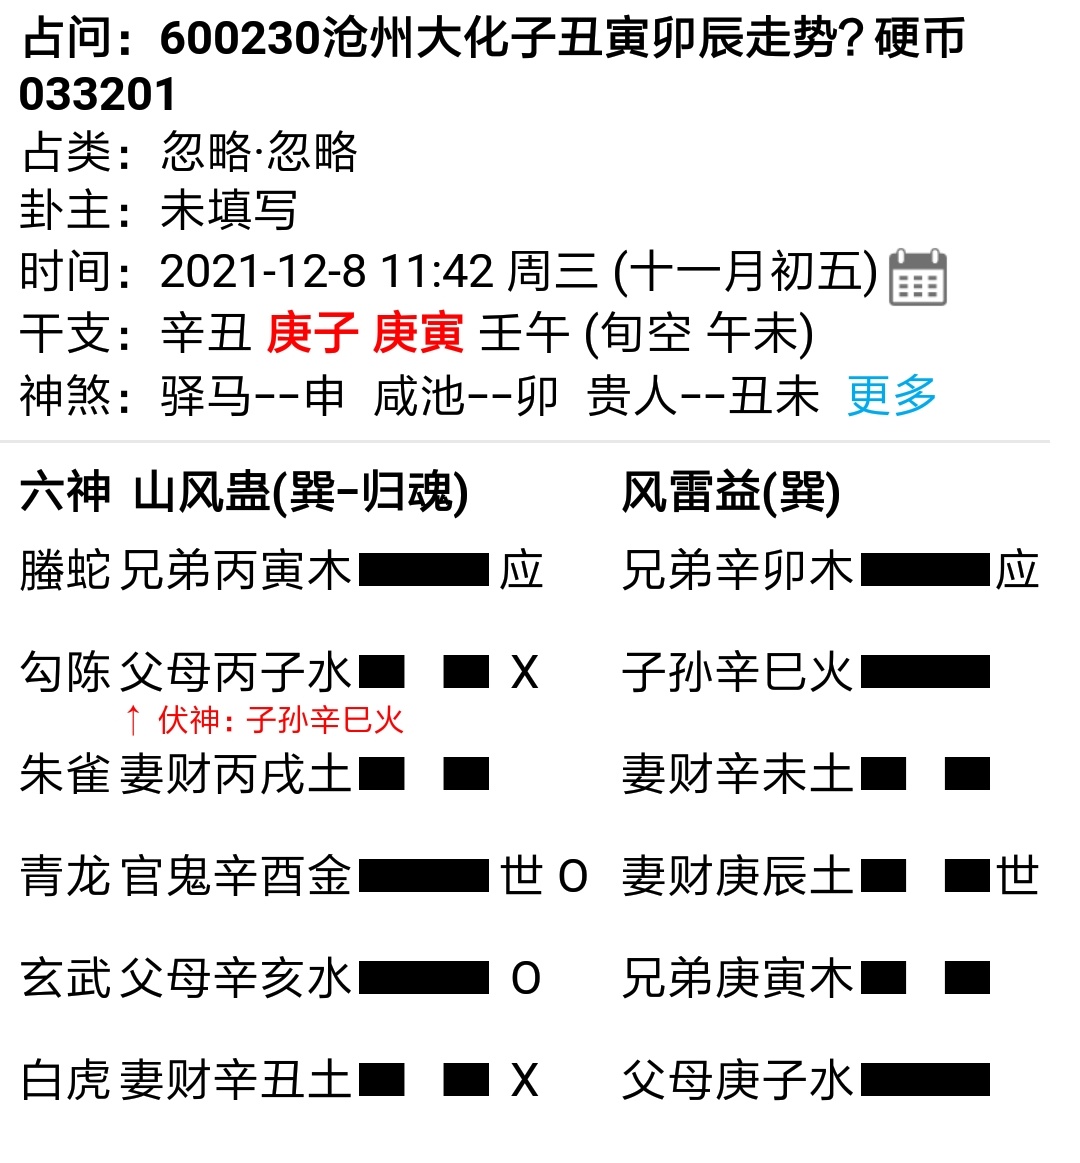 占问：600230沧州大化子丑寅卯辰走势？硬币
033201
占类：忽略·忽略
卦主：未填写
时间：2021-12-8 11:42 周三 (十一月初五)
干支：辛丑 庚子 庚寅 壬午 (旬空 午未)
神煞：驿马--申 咸池--卯 贵人--丑未 更多
六神 山风蛊(巽-归魂) 风雷益(巽)
螣蛇 兄弟丙寅木 应 兄弟辛卯木 应
勾陈 父母丙子水 X 子孙辛巳火
↑ 伏神：子孙辛巳火
朱雀 妻财丙戌土 妻财辛未土
青龙 官鬼辛酉金 世 O 妻财庚辰土 世
玄武 父母辛亥水 O 兄弟庚寅木
白虎 妻财辛丑土 X 父母庚子水